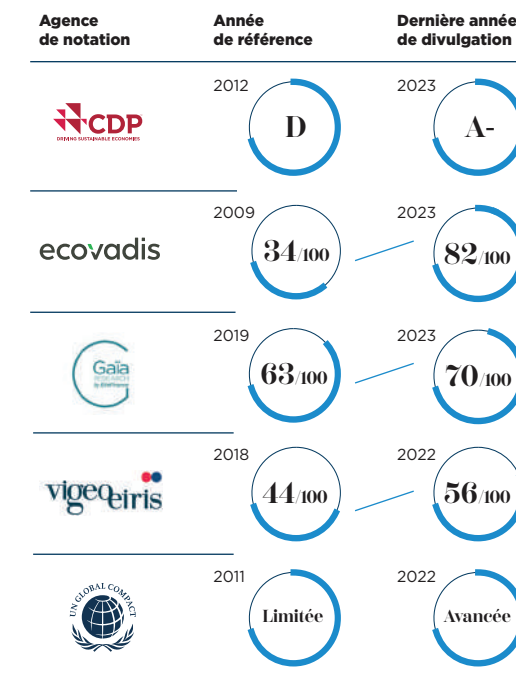 Agence
de notation
Année
de référence
Dernière année
de divulgation
2012
2023
CDP
DRIVING SUSTAINABLE ECONOMIES
D
A-
2009
2023
ecovadis
34/100
82/100
2019
2023
Gaïa
RESEARCH
63/100
70/100
2018
2022
vigeoeiris
44/100
56/100
2011
2022
UN GLOBAL COMPACT
Limitée
Avancée